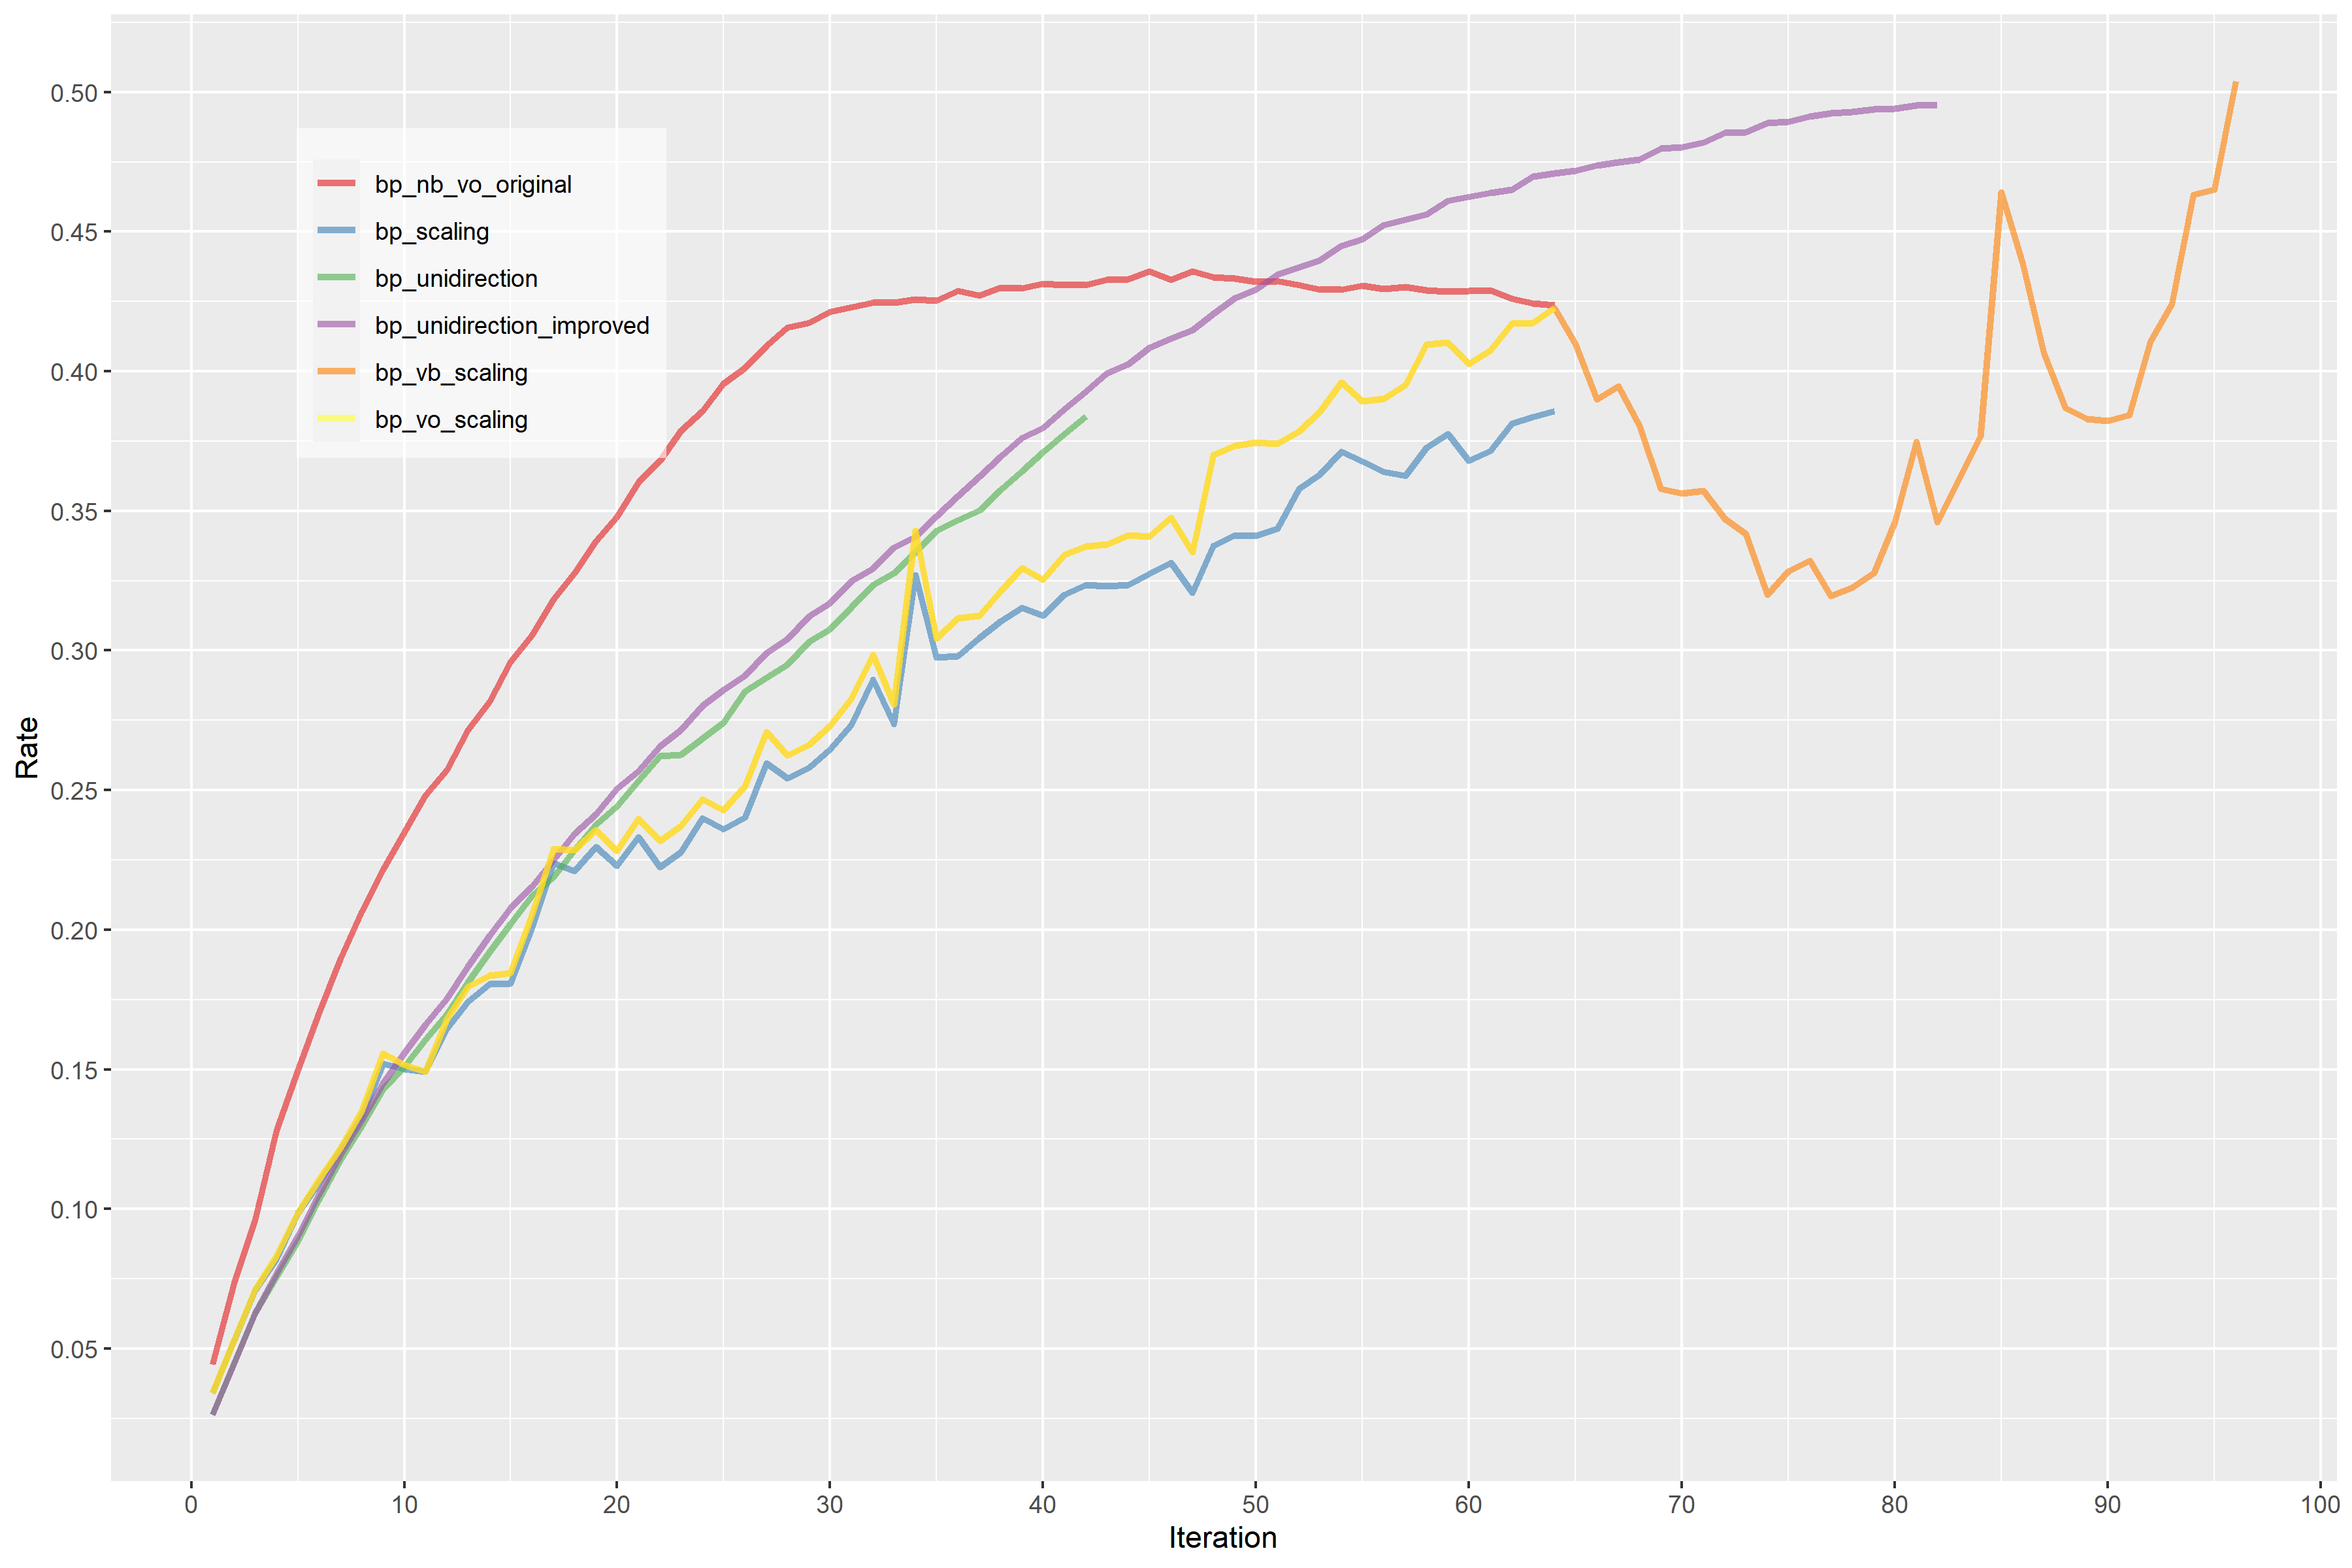 0.50
0.45
0.40
0.35
0.30
0.25
0.20
0.15
0.10
0.05
Rate
bp_nb_vo_original
bp_scaling
bp_unidirection
bp_unidirection_improved
bp_vb_scaling
bp_vo_scaling
0 10 20 30 40 50 60 70 80 90 100
Iteration